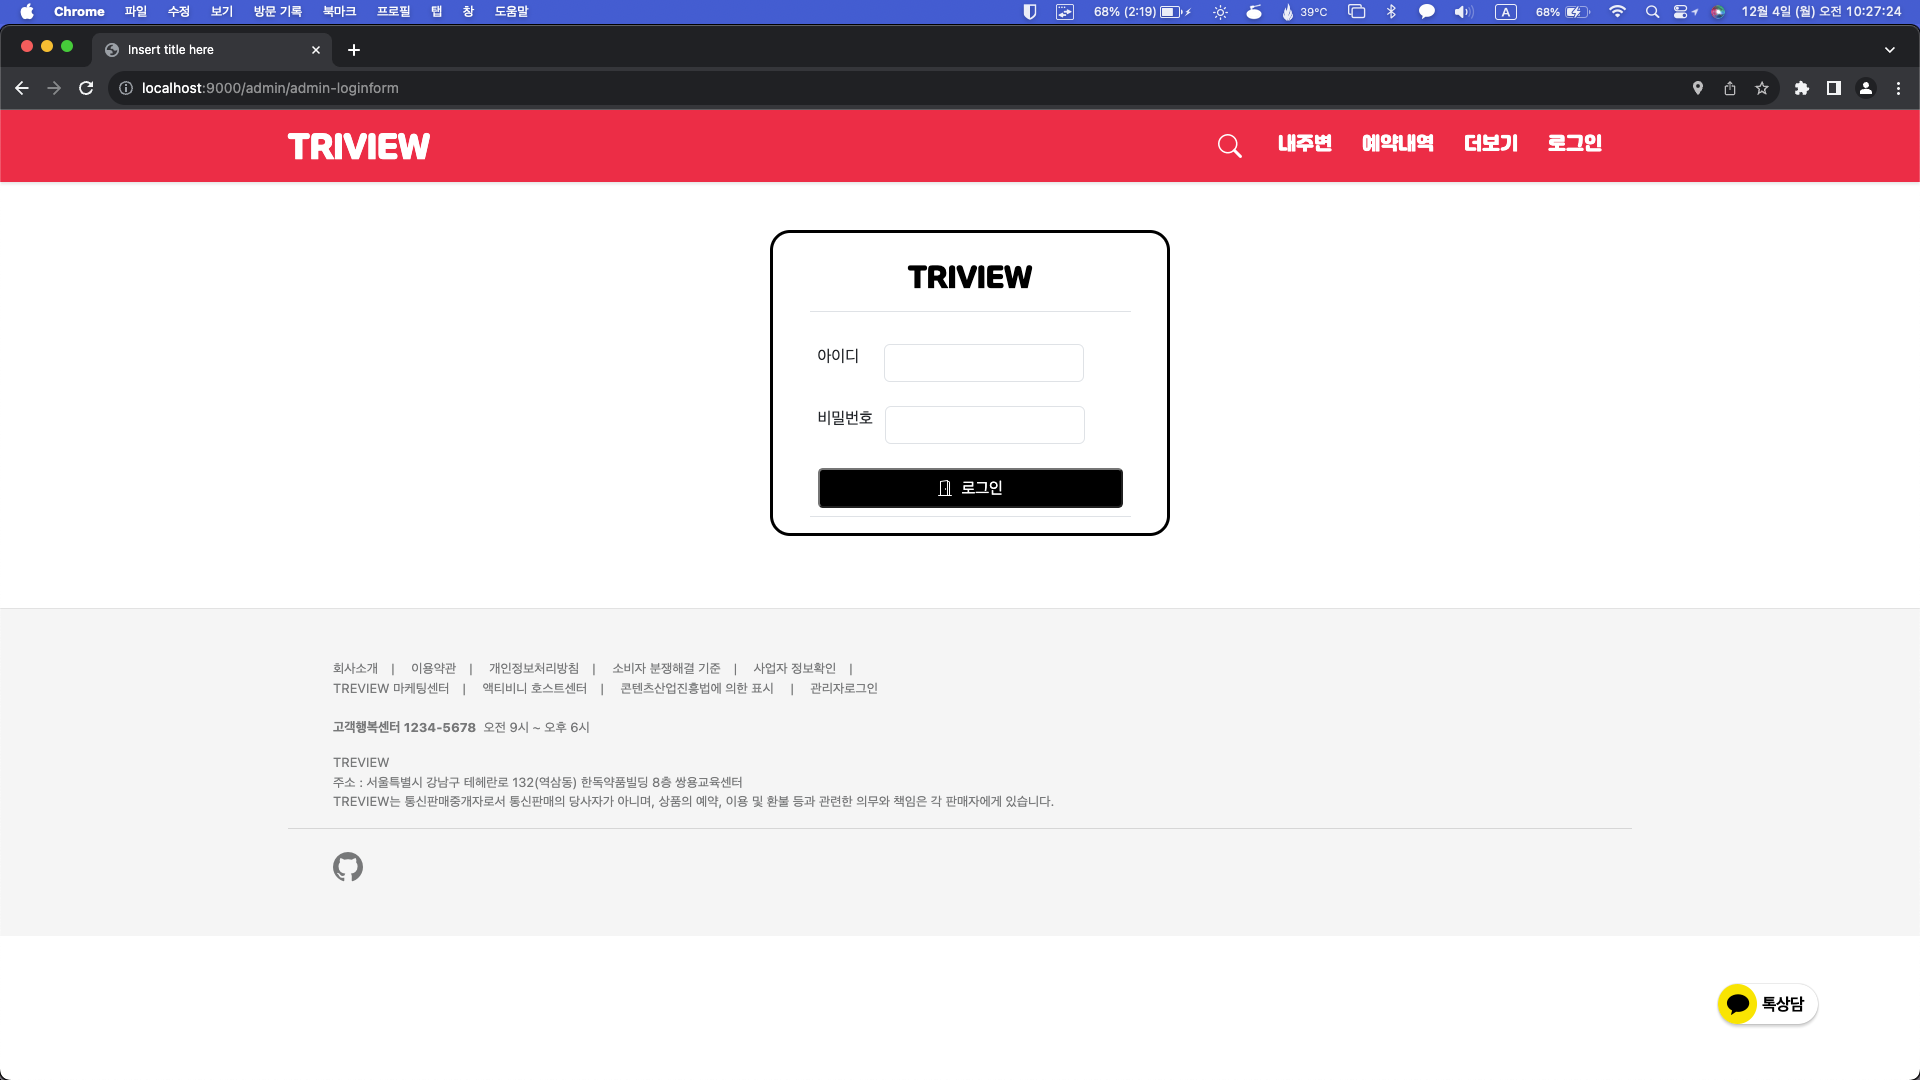 Chrome 파일 수정 보기 방문 기록 북마크 프로필 탭 창 도움말 68% (2:19) 39°C A 68% 12월 4일 (월) 오전 10:27:24
Insert title here
localhost:9000/admin/admin-loginform
TRIVIEW 내주변 예약내역 더보기 로그인
TRIVIEW
아이디
비밀번호
로그인
회사소개 | 이용약관 | 개인정보처리방침 | 소비자 분쟁해결 기준 | 사업자 정보확인 |
TREVIEW 마케팅센터 | 액티비니 호스트센터 | 콘텐츠산업진흥법에 의한 표시 | 관리자로그인
고객행복센터 1234-5678 오전 9시 ~ 오후 6시
TREVIEW
주소 : 서울특별시 강남구 테헤란로 132(역삼동) 한독약품빌딩 8층 쌍용교육센터
TREVIEW는 통신판매중개자로서 통신판매의 당사자가 아니며, 상품의 예약, 이용 및 환불 등과 관련한 의무와 책임은 각 판매자에게 있습니다.
톡상담